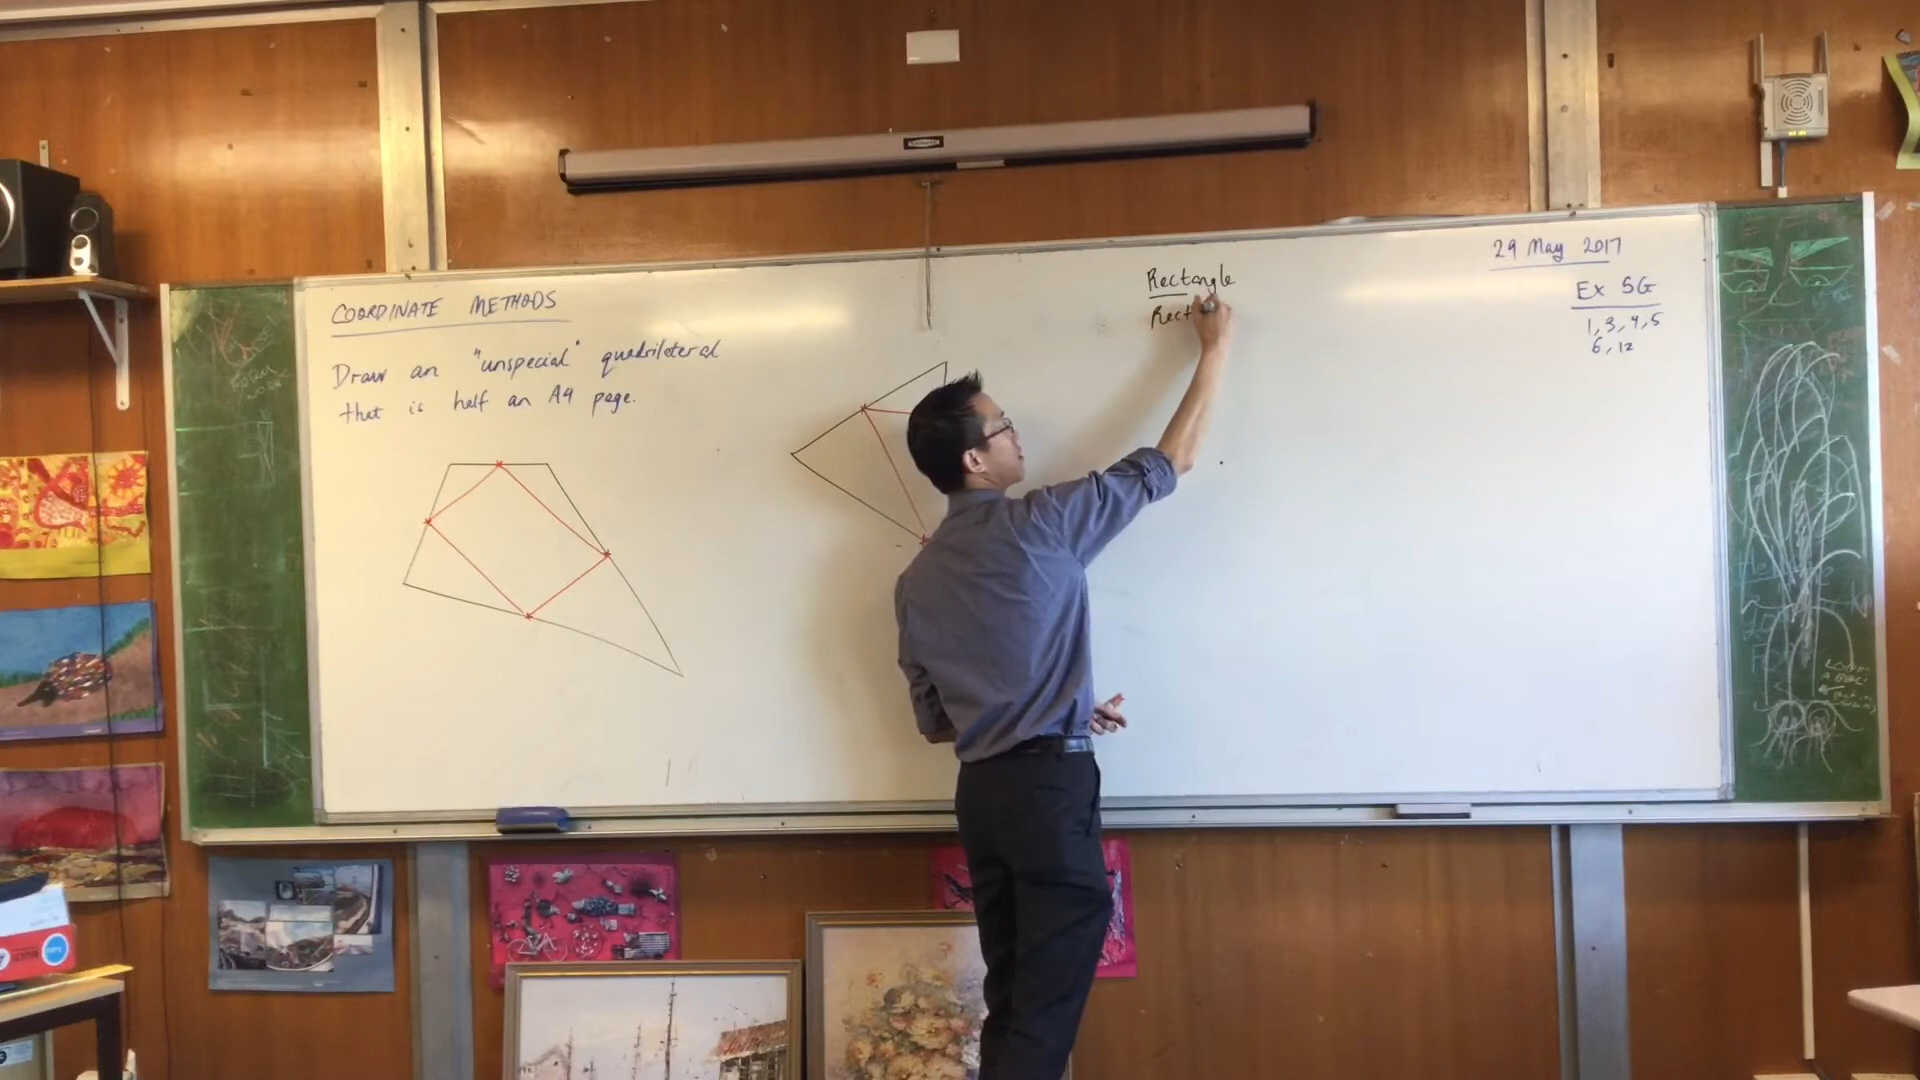 COORDINATE METHODS
Draw an "unspecial" quadrilateral
that is half an A4 page.
Rectangle
Rect
29 May 2017
Ex 5G
1, 3, 4, 5
6, 12